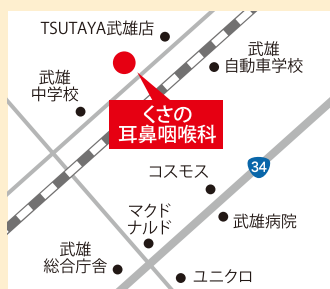 TSUTAYA武雄店
武雄
自動車学校
武雄
中学校
くさの
耳鼻咽喉科
コスモス
34
マクド
ナルド
武雄病院
武雄
総合庁舎
ユニクロ